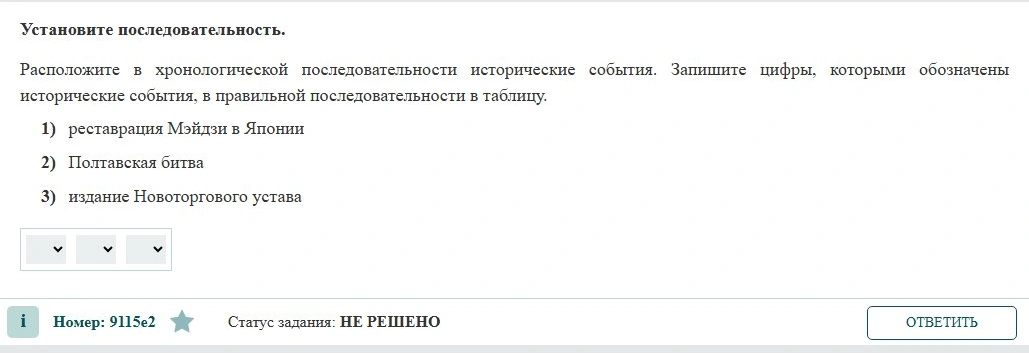 Установите последовательность.
Расположите в хронологической последовательности исторические события. Запишите цифры, которыми обозначены
исторические события, в правильной последовательности в таблицу.
1) реставрация Мэйдзи в Японии
2) Полтавская битва
3) издание Новоторгового устава
i Номер: 9115e2 Статус задания: НЕ РЕШЕНО ОТВЕТИТЬ